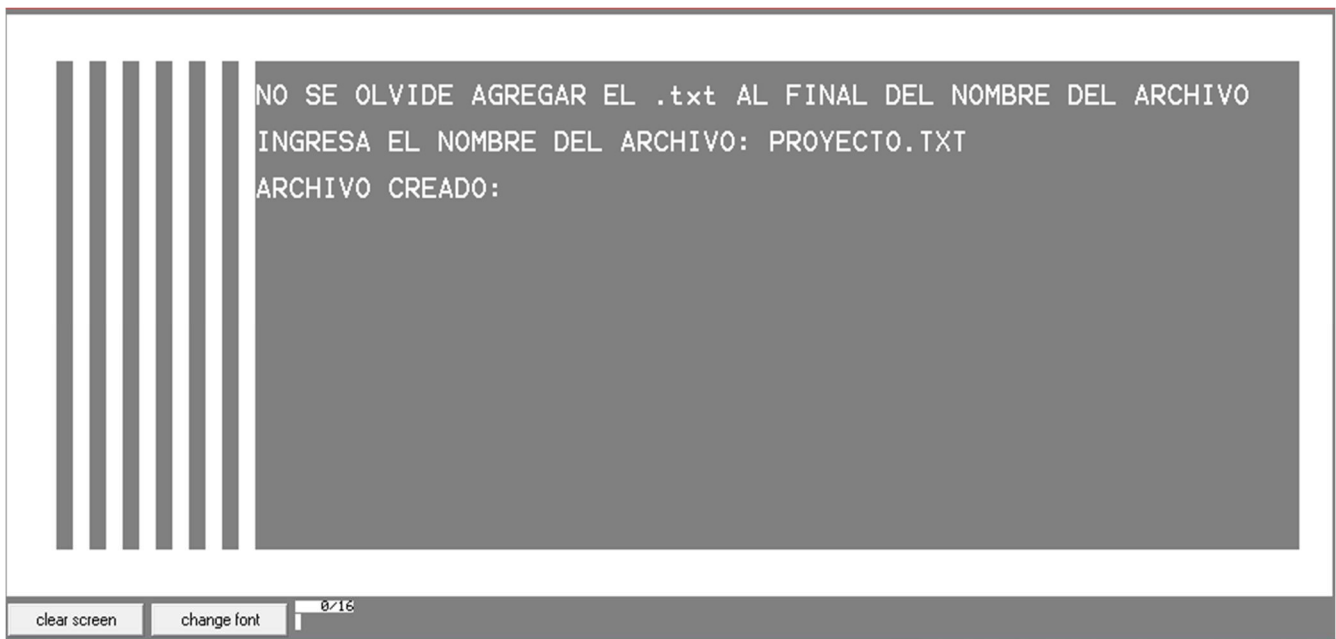 NO SE OLVIDE AGREGAR EL .txt AL FINAL DEL NOMBRE DEL ARCHIVO
INGRESA EL NOMBRE DEL ARCHIVO: PROYECTO.TXT
ARCHIVO CREADO:
clear screen change font 0/16